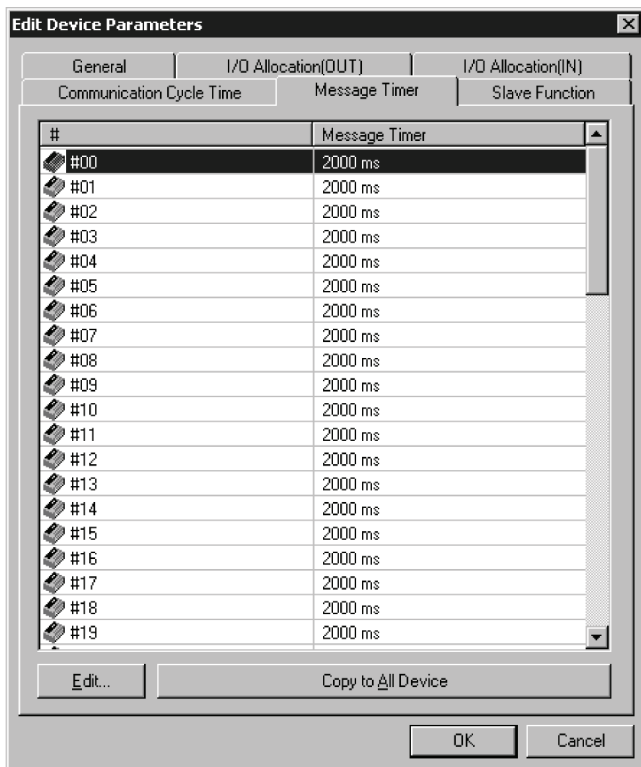 Edit Device Parameters
General I/O Allocation(OUT) I/O Allocation(IN)
Communication Cycle Time Message Timer Slave Function
# Message Timer
#00 2000 ms
#01 2000 ms
#02 2000 ms
#03 2000 ms
#04 2000 ms
#05 2000 ms
#06 2000 ms
#07 2000 ms
#08 2000 ms
#09 2000 ms
#10 2000 ms
#11 2000 ms
#12 2000 ms
#13 2000 ms
#14 2000 ms
#15 2000 ms
#16 2000 ms
#17 2000 ms
#18 2000 ms
#19 2000 ms
Edit... Copy to All Device
OK Cancel